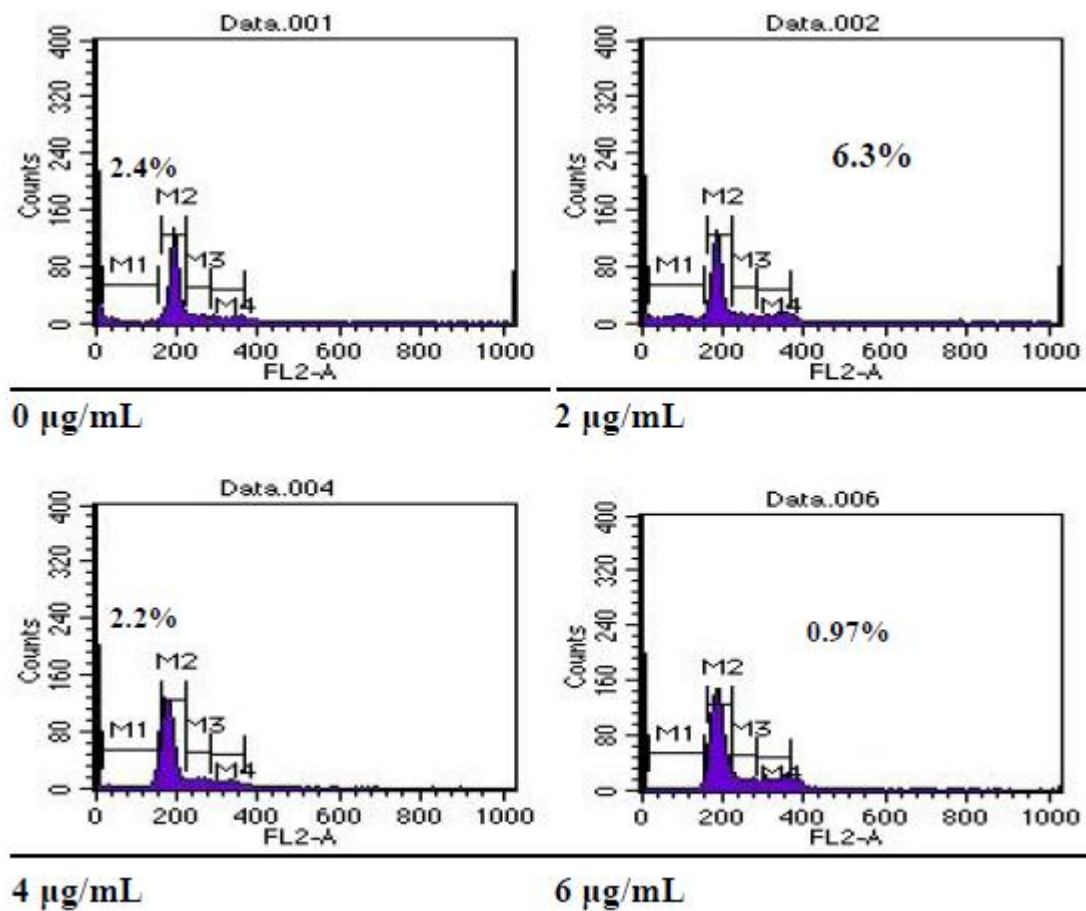 Data.001
400
320
240
160
80
0
Counts
2.4%
M1
M2
M3
M4
0 200 400 600 800 1000
FL2-A
0 µg/mL
Data.002
400
320
240
160
80
0
Counts
6.3%
M1
M2
M3
M4
0 200 400 600 800 1000
FL2-A
2 µg/mL
Data.004
400
320
240
160
80
0
Counts
2.2%
M1
M2
M3
M4
0 200 400 600 800 1000
FL2-A
4 µg/mL
Data.006
400
320
240
160
80
0
Counts
0.97%
M1
M2
M3
M4
0 200 400 600 800 1000
FL2-A
6 µg/mL